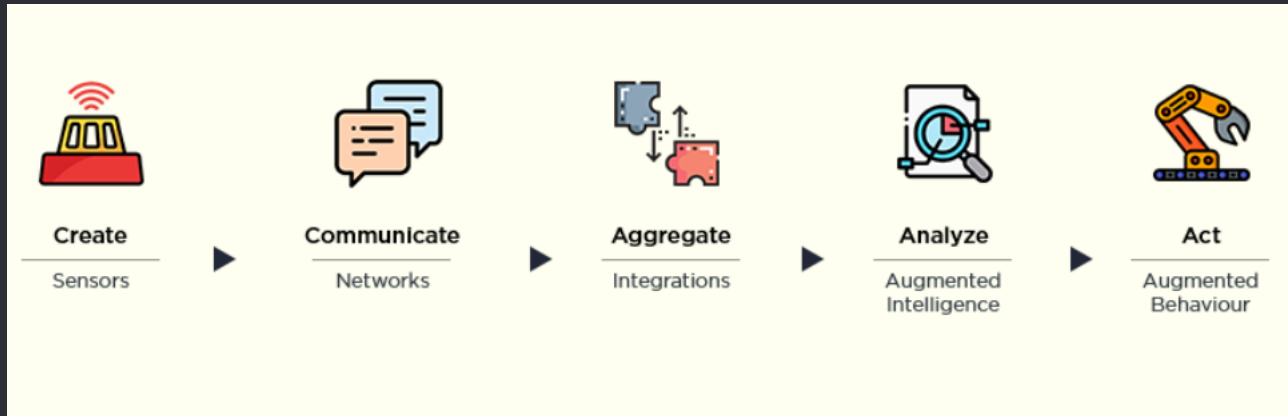 Create
Sensors
Communicate
Networks
Aggregate
Integrations
Analyze
Augmented
Intelligence
Act
Augmented
Behaviour